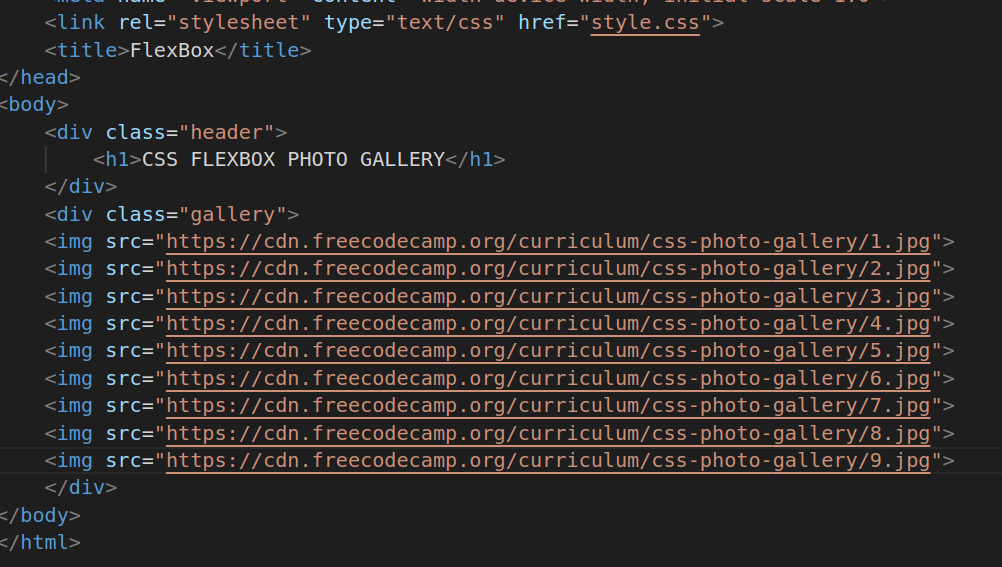 <link rel="stylesheet" type="text/css" href="style.css">
<title>FlexBox</title>
</head>
<body>
<div class="header">
<h1>CSS FLEXBOX PHOTO GALLERY</h1>
</div>
<div class="gallery">
<img src="https://cdn.freecodecamp.org/curriculum/css-photo-gallery/1.jpg">
<img src="https://cdn.freecodecamp.org/curriculum/css-photo-gallery/2.jpg">
<img src="https://cdn.freecodecamp.org/curriculum/css-photo-gallery/3.jpg">
<img src="https://cdn.freecodecamp.org/curriculum/css-photo-gallery/4.jpg">
<img src="https://cdn.freecodecamp.org/curriculum/css-photo-gallery/5.jpg">
<img src="https://cdn.freecodecamp.org/curriculum/css-photo-gallery/6.jpg">
<img src="https://cdn.freecodecamp.org/curriculum/css-photo-gallery/7.jpg">
<img src="https://cdn.freecodecamp.org/curriculum/css-photo-gallery/8.jpg">
<img src="https://cdn.freecodecamp.org/curriculum/css-photo-gallery/9.jpg">
</div>
</body>
</html>